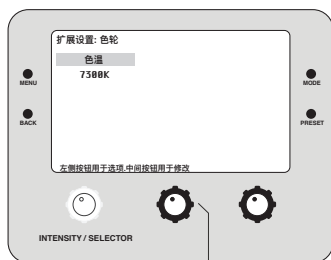 扩展设置: 色轮
色温
7300K
MENU
MODE
BACK
PRESET
左侧按钮用于选项,中间按钮用于修改
INTENSITY / SELECTOR